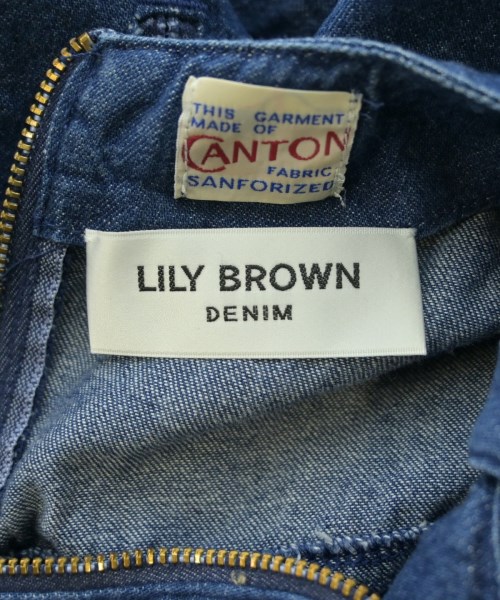 THIS GARMENT
MADE OF
CANTON
FABRIC
SANFORIZED
LILY BROWN
DENIM